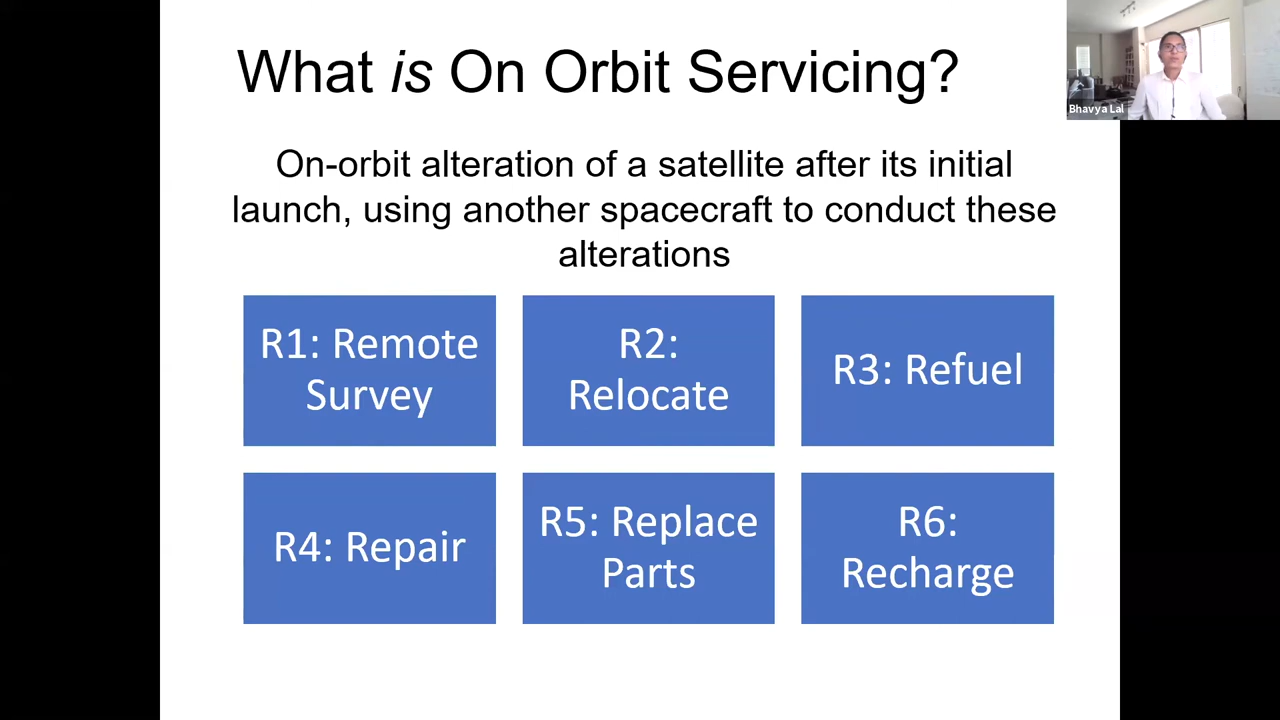 What is On Orbit Servicing?
Bhavya Lal
On-orbit alteration of a satellite after its initial
launch, using another spacecraft to conduct these
alterations
R1: Remote
Survey
R2:
Relocate
R3: Refuel
R4: Repair
R5: Replace
Parts
R6:
Recharge